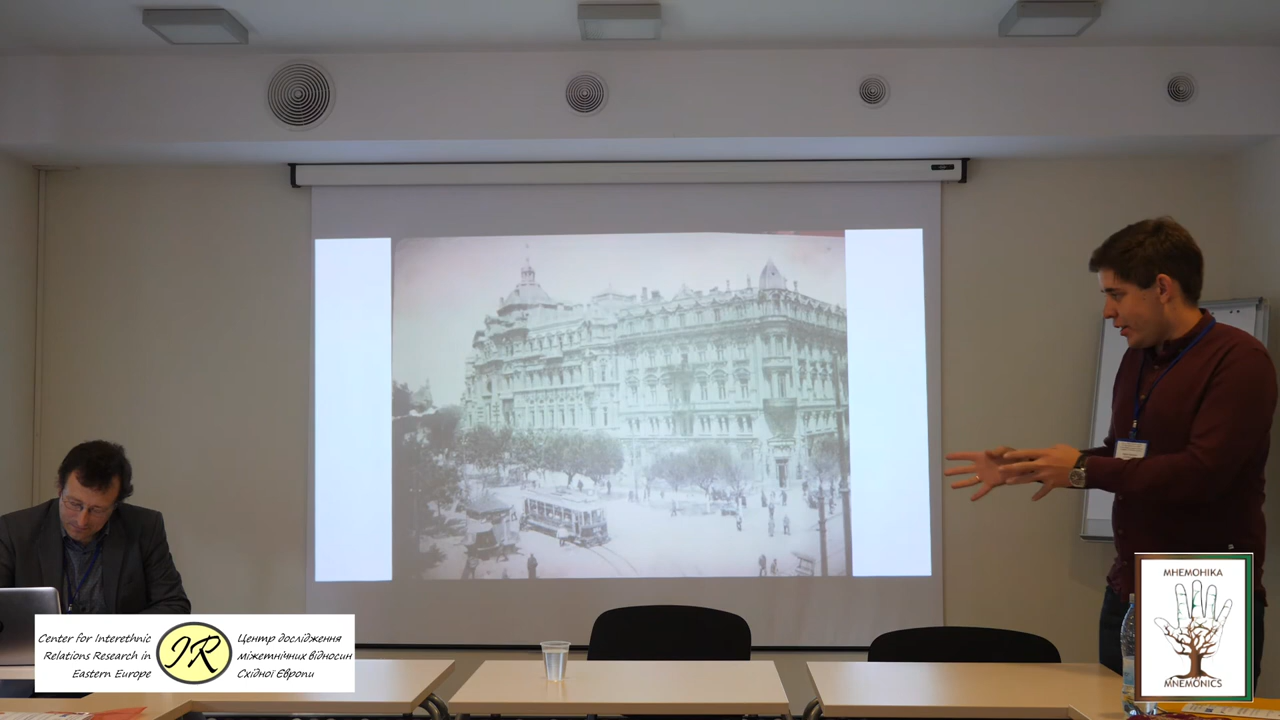 Center for Interethnic
Relations Research in
Eastern Europe
IR
Центр дослідження
міжетнічних відносин
Східної Європи
МНЕМОНІКА
MNEMONICS